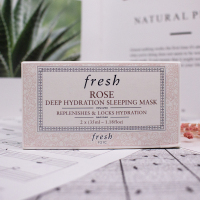 NATURAL P
fresh
ROSE
DEEP HYDRATION SLEEPING MASK
REPLENISHES & LOCKS HYDRATION
fresh